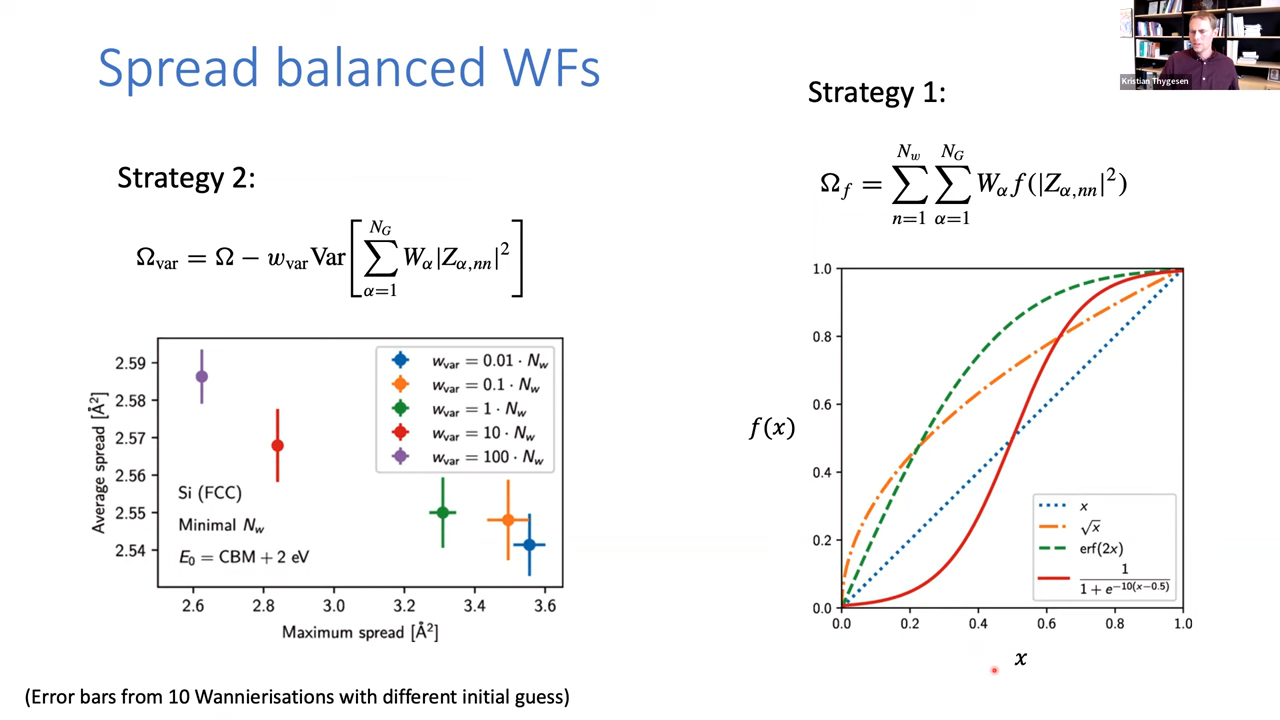 Spread balanced WFs
Kristian Thygesen
Strategy 2:
Ω_var = Ω − w_var Var[∑_{α=1}^{N_G} W_α|Z_{α,nn}|²]
2.59
2.58
2.57
2.56
2.55
2.54
Average spread [Å²]
w_var = 0.01 · N_w
w_var = 0.1 · N_w
w_var = 1 · N_w
w_var = 10 · N_w
w_var = 100 · N_w
Si (FCC)
Minimal N_w
E₀ = CBM + 2 eV
2.6 2.8 3.0 3.2 3.4 3.6
Maximum spread [Å²]
(Error bars from 10 Wannierisations with different initial guess)
Strategy 1:
Ω_f = ∑_{n=1}^{N_w} ∑_{α=1}^{N_G} W_α f(|Z_{α,nn}|²)
1.0
0.8
0.6
0.4
0.2
0.0
f(x)
x
√x
erf(2x)
1 / (1 + e^{−10(x−0.5)})
0.0 0.2 0.4 0.6 0.8 1.0
x